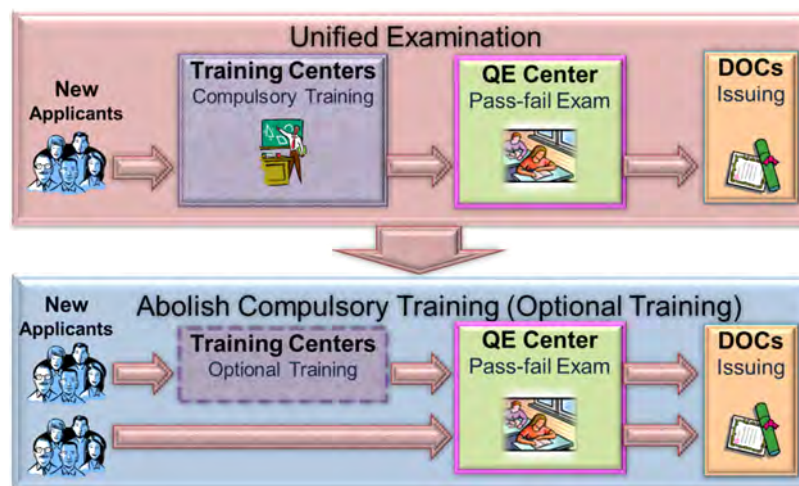 Unified Examination
New
Applicants
Training Centers
Compulsory Training
QE Center
Pass-fail Exam
DOCs
Issuing
Abolish Compulsory Training (Optional Training)
New
Applicants
Training Centers
Optional Training
QE Center
Pass-fail Exam
DOCs
Issuing